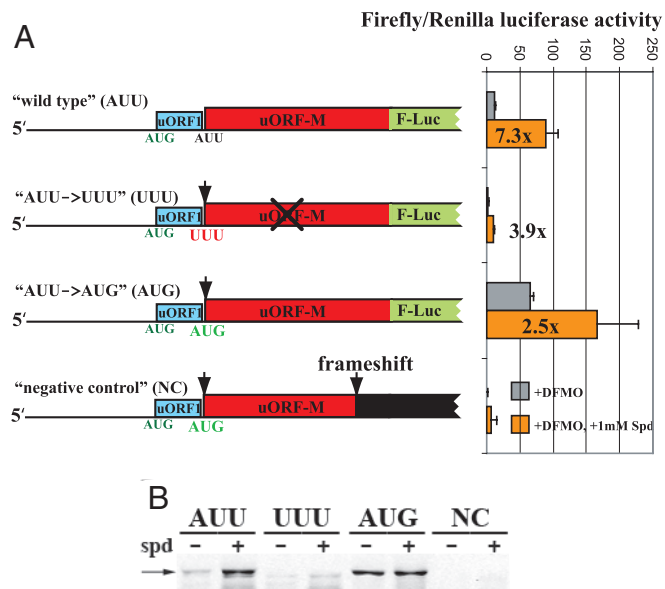 A
Firefly/Renilla luciferase activity
0 50 100 150 200 250
"wild type" (AUU)
5′ uORF1 uORF-M F-Luc
AUG AUU
7.3x
"AUU->UUU" (UUU)
5′ uORF1 uORF-M F-Luc
AUG UUU
3.9x
"AUU->AUG" (AUG)
5′ uORF1 uORF-M F-Luc
AUG AUG
2.5x
frameshift
"negative control" (NC)
5′ uORF1 uORF-M
AUG AUG
+DFMO
+DFMO, +1mM Spd
B
AUU UUU AUG NC
spd − + − + − + − +